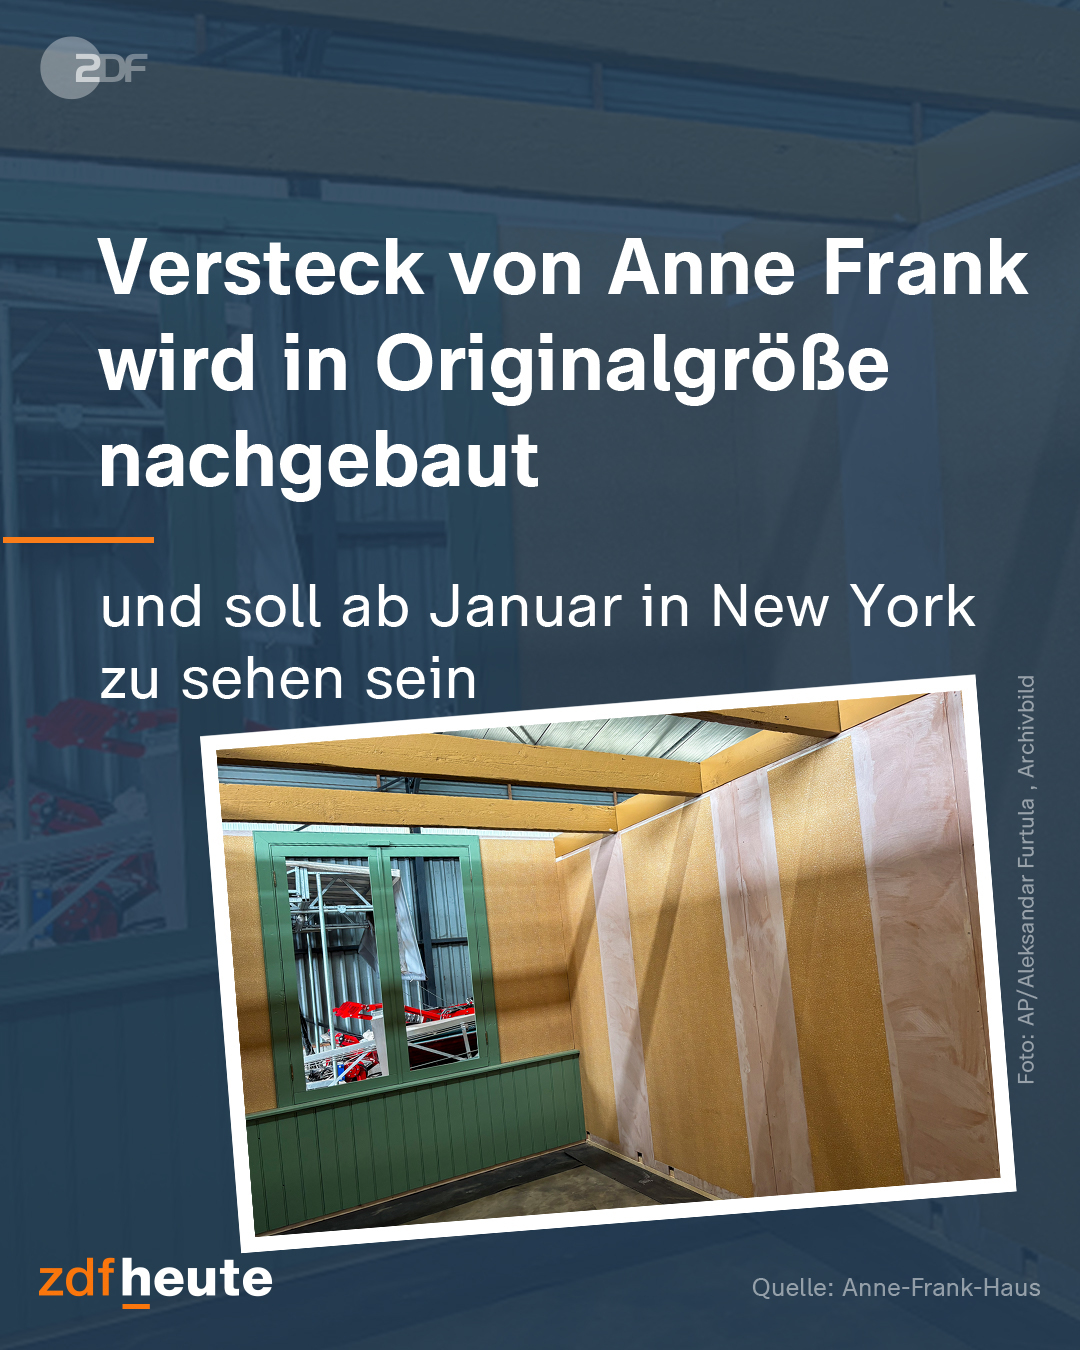 ZDF
Versteck von Anne Frank
wird in Originalgröße
nachgebaut
und soll ab Januar in New York
zu sehen sein
Foto: AP/Aleksandar Furtula , Archivbild
zdfheute
Quelle: Anne-Frank-Haus